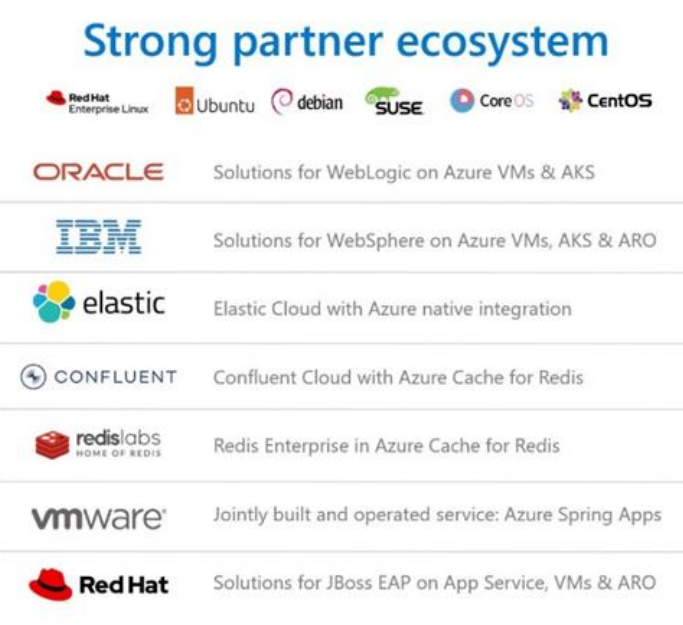 Strong partner ecosystem
Red Hat
Enterprise Linux
Ubuntu
debian
SUSE
CoreOS
CentOS
ORACLE
Solutions for WebLogic on Azure VMs & AKS
IBM
Solutions for WebSphere on Azure VMs, AKS & ARO
elastic
Elastic Cloud with Azure native integration
CONFLUENT
Confluent Cloud with Azure Cache for Redis
redislabs
HOME OF REDIS
Redis Enterprise in Azure Cache for Redis
vmware
Jointly built and operated service: Azure Spring Apps
Red Hat
Solutions for JBoss EAP on App Service, VMs & ARO